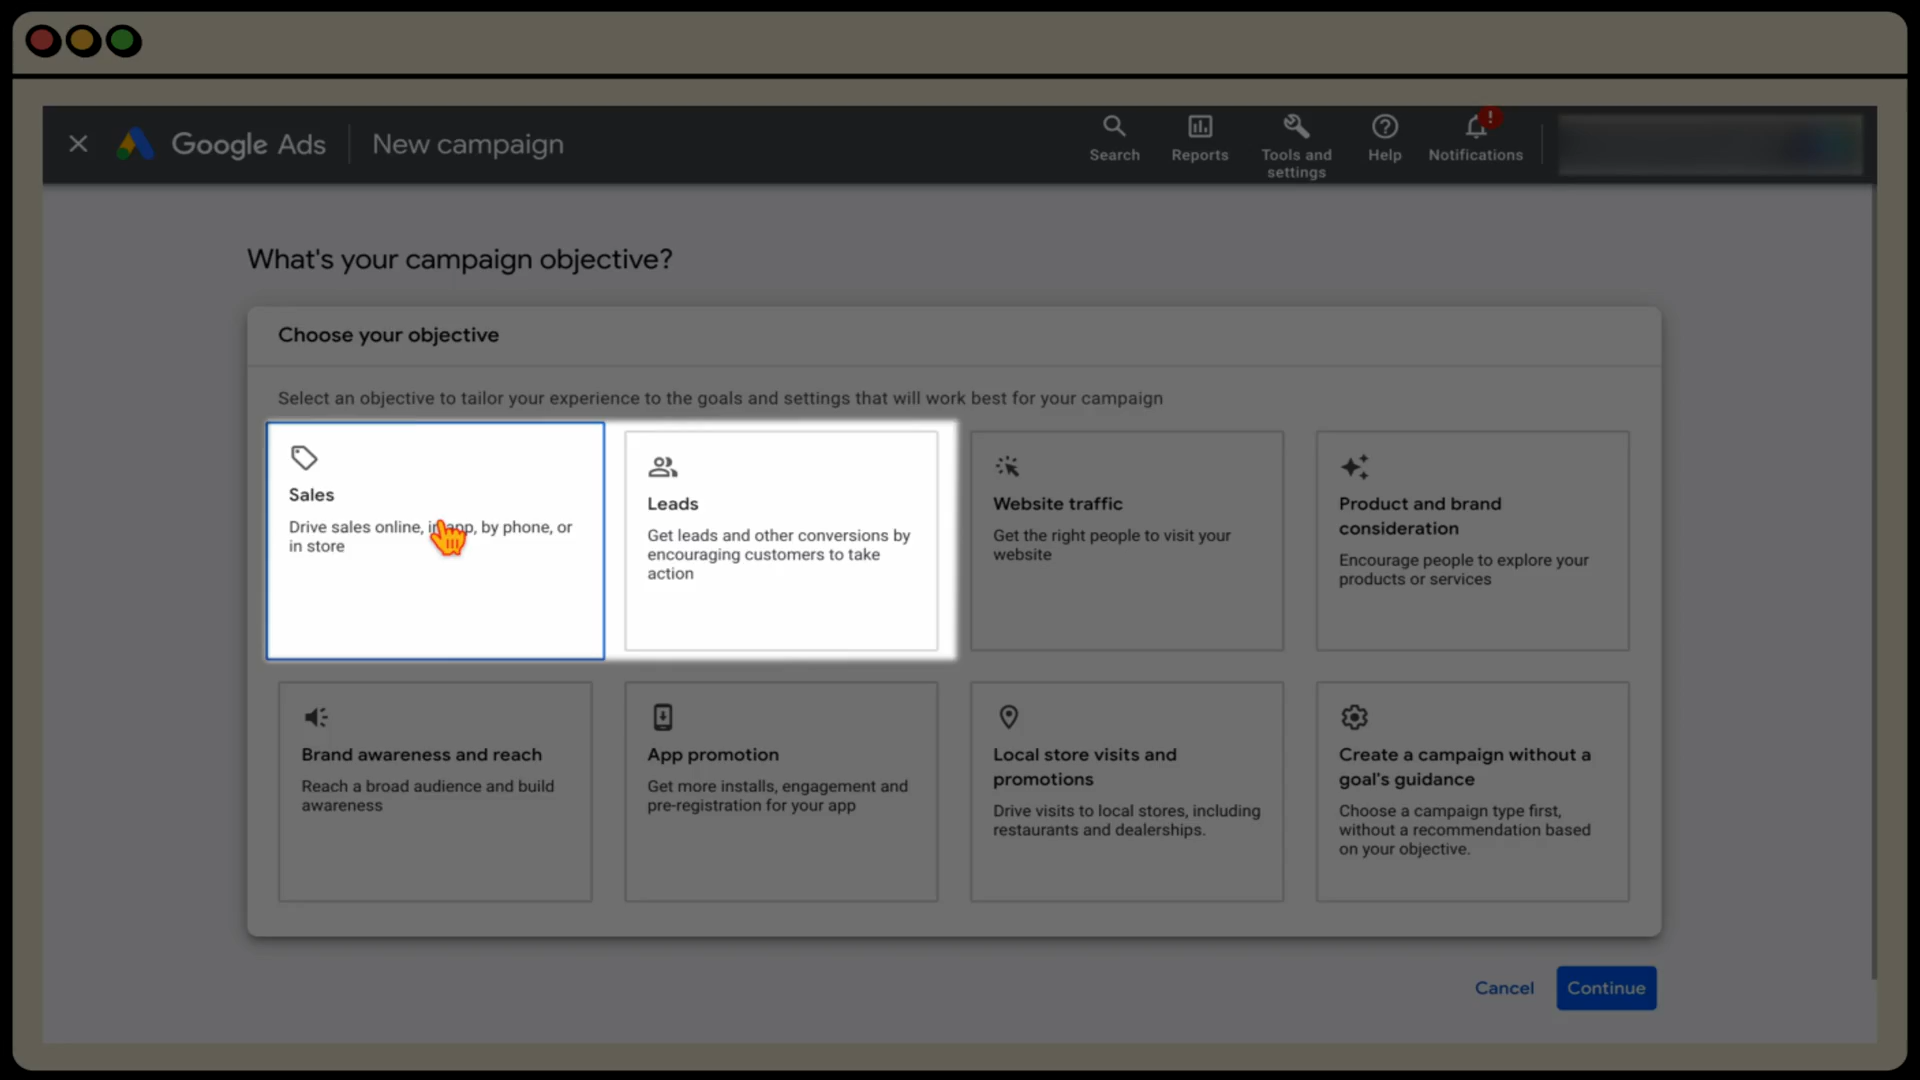 Google Ads
New campaign
Search
Reports
Tools and
settings
Help
!
Notifications
What's your campaign objective?
Choose your objective
Select an objective to tailor your experience to the goals and settings that will work best for your campaign
Sales
Drive sales online, in app, by phone, or
in store
Leads
Get leads and other conversions by
encouraging customers to take
action
Website traffic
Get the right people to visit your
website
Product and brand
consideration
Encourage people to explore your
products or services
Brand awareness and reach
Reach a broad audience and build
awareness
App promotion
Get more installs, engagement and
pre-registration for your app
Local store visits and
promotions
Drive visits to local stores, including
restaurants and dealerships.
Create a campaign without a
goal's guidance
Choose a campaign type first,
without a recommendation based
on your objective.
Cancel
Continue